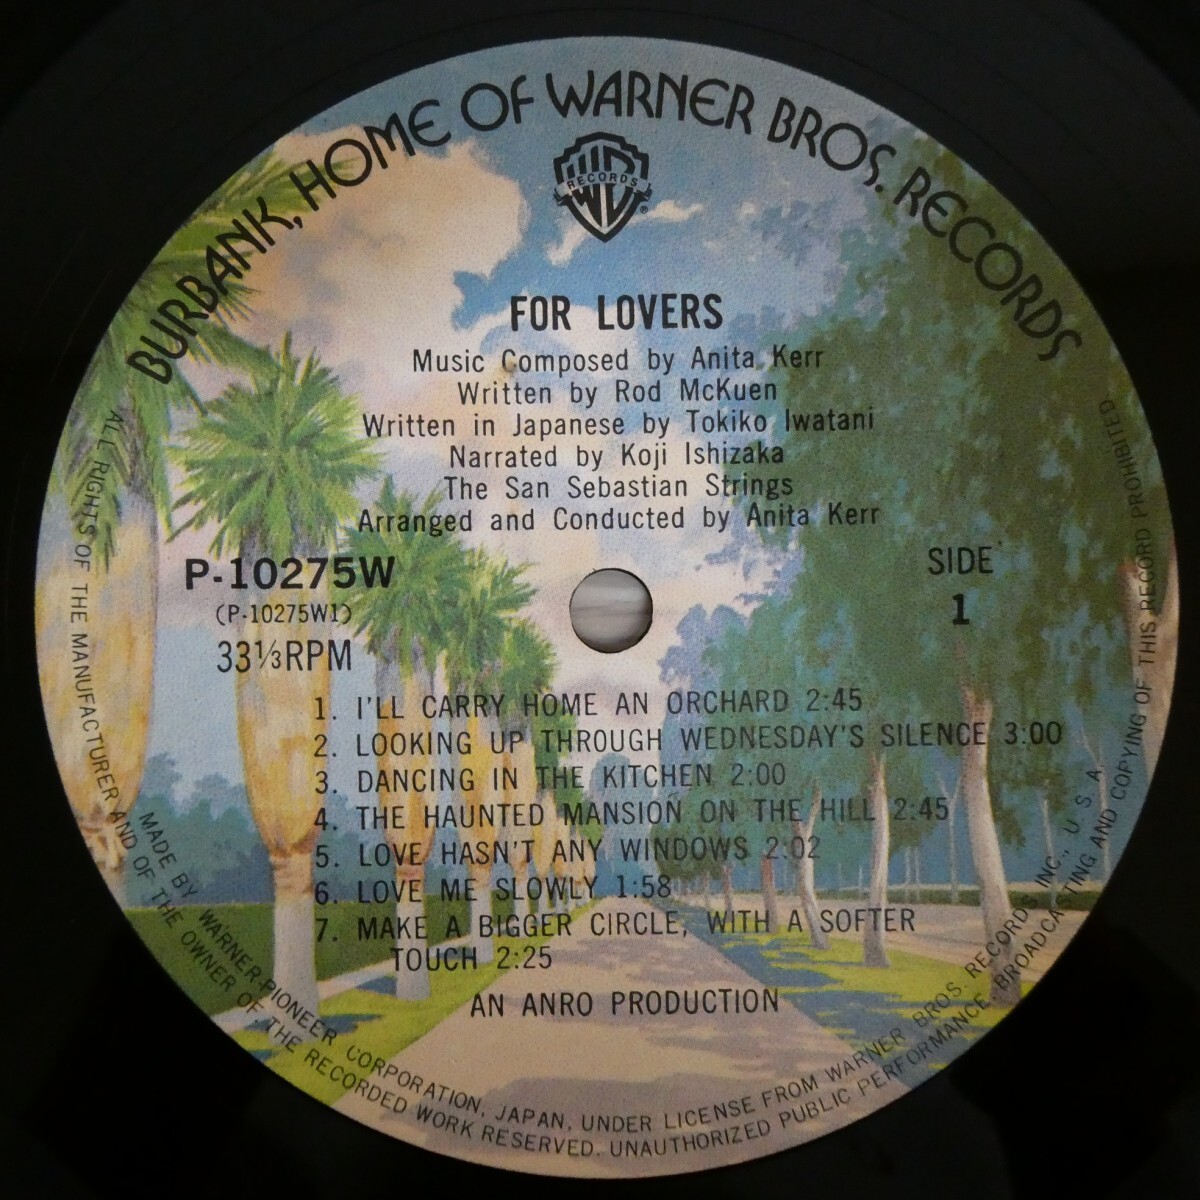 BURBANK, HOME OF WARNER BROS. RECORDS
RECORDS
®
FOR LOVERS
Music Composed by Anita Kerr
Written by Rod McKuen
Written in Japanese by Tokiko Iwatani
Narrated by Koji Ishizaka
The San Sebastian Strings
Arranged and Conducted by Anita Kerr
P-10275W
(P-10275W1)
33⅓RPM
SIDE
1
1. I'LL CARRY HOME AN ORCHARD 2:45
2. LOOKING UP THROUGH WEDNESDAY'S SILENCE 3:00
3. DANCING IN THE KITCHEN 2:00
4. THE HAUNTED MANSION ON THE HILL 2:45
5. LOVE HASN'T ANY WINDOWS 2:02
6. LOVE ME SLOWLY 1:58
7. MAKE A BIGGER CIRCLE, WITH A SOFTER
TOUCH 2:25
AN ANRO PRODUCTION
MADE BY WARNER-PIONEER CORPORATION, JAPAN, UNDER LICENSE FROM WARNER BROS. RECORDS INC., U.S.A.
ALL RIGHTS OF THE MANUFACTURER AND OF THE OWNER OF THE RECORDED WORK RESERVED. UNAUTHORIZED PUBLIC PERFORMANCE, BROADCASTING AND COPYING OF THIS RECORD PROHIBITED